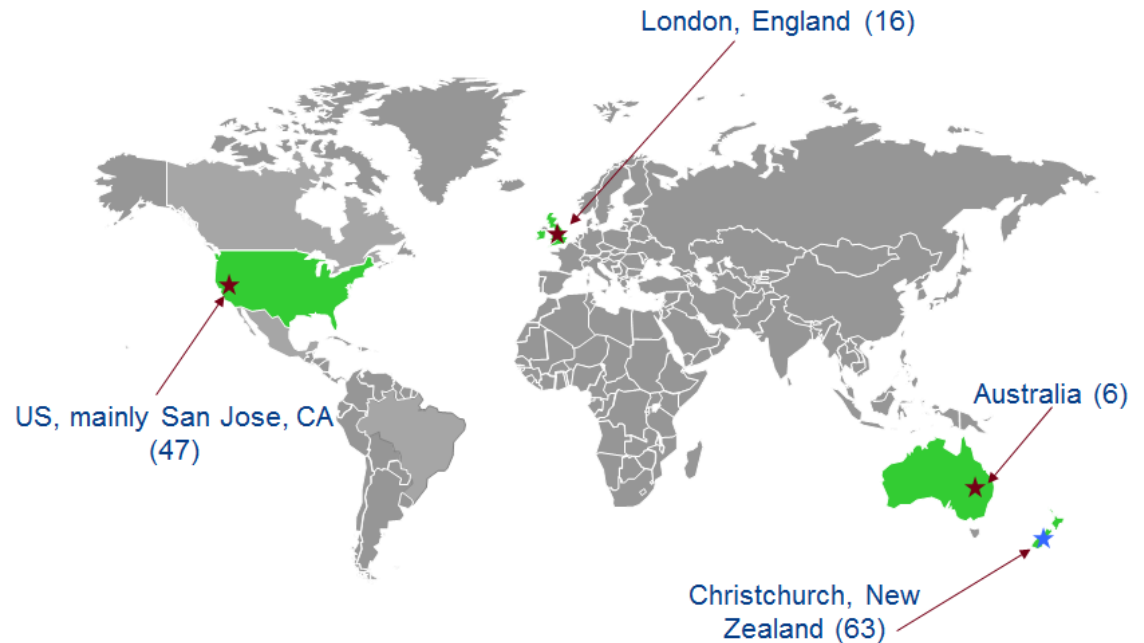 London, England (16)
US, mainly San Jose, CA
(47)
Australia (6)
Christchurch, New
Zealand (63)